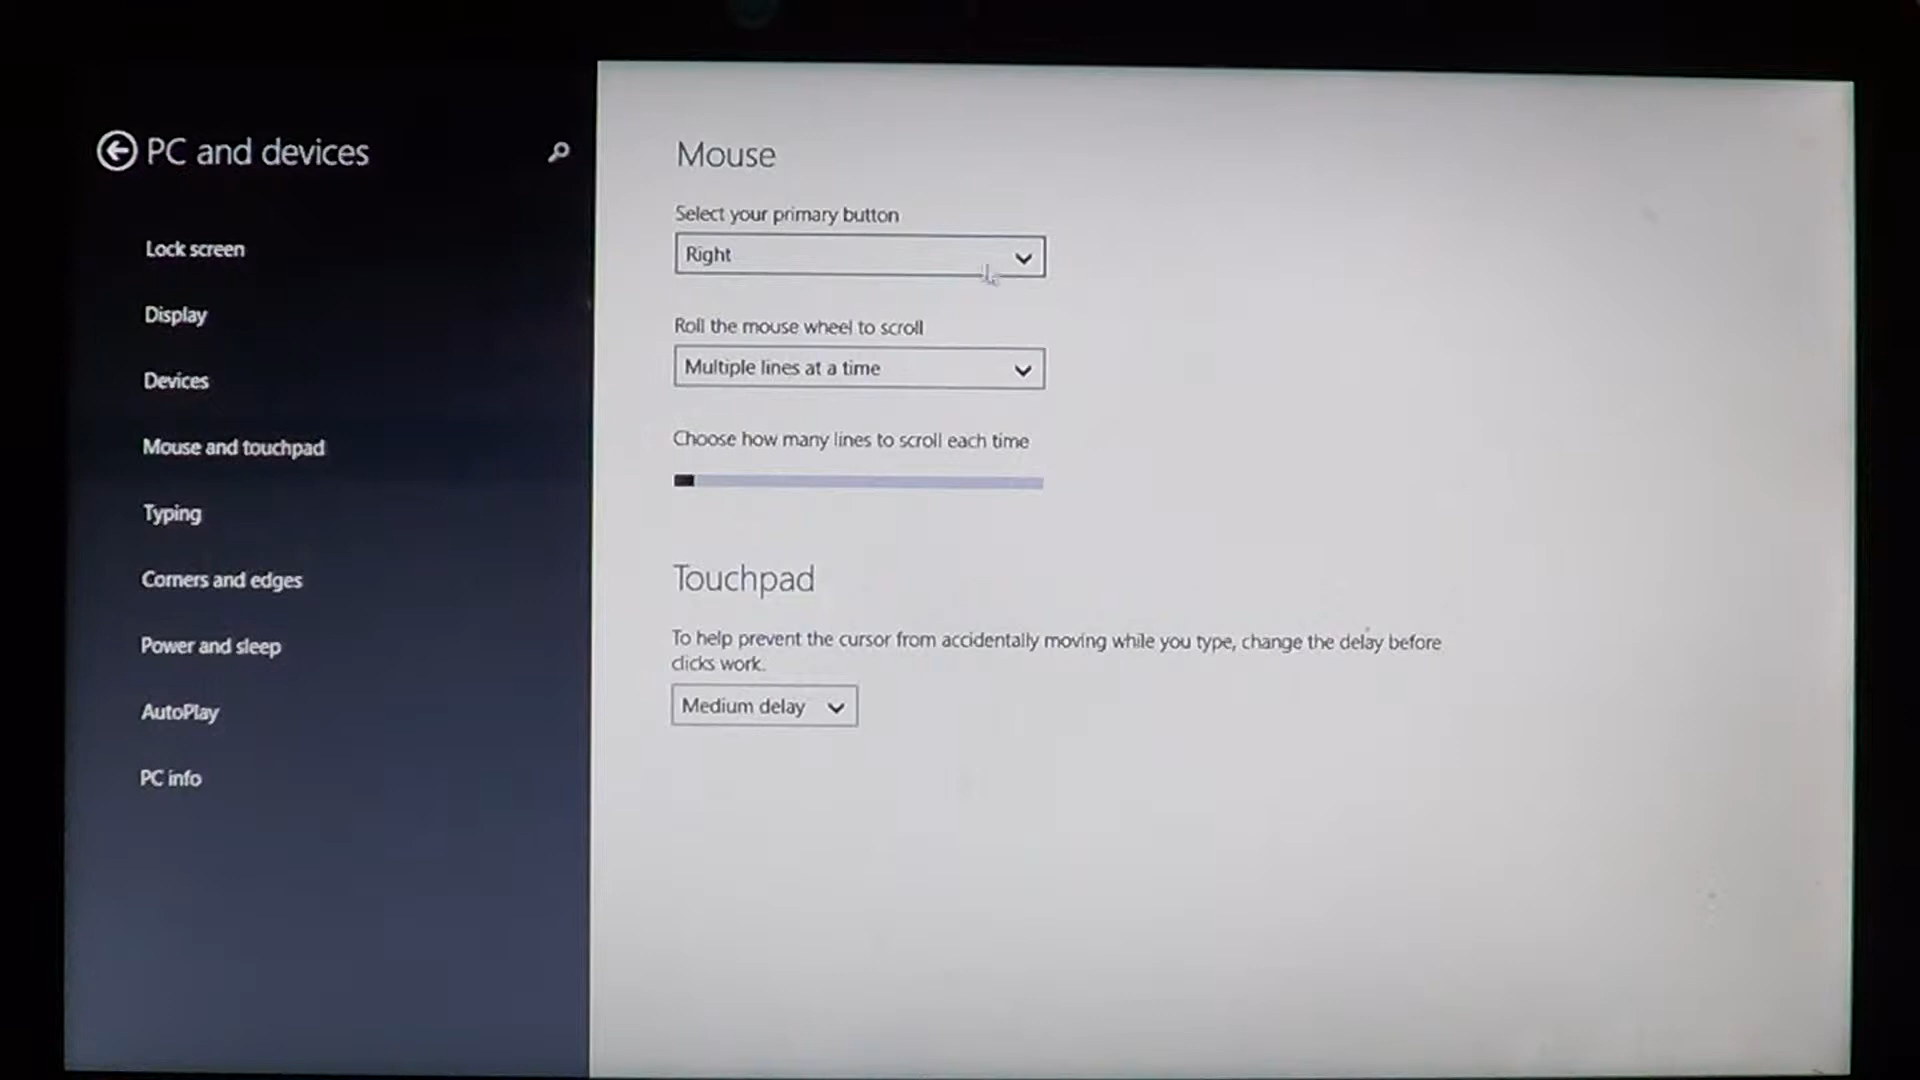 PC and devices
Lock screen
Display
Devices
Mouse and touchpad
Typing
Corners and edges
Power and sleep
AutoPlay
PC info
Mouse
Select your primary button
Right
Roll the mouse wheel to scroll
Multiple lines at a time
Choose how many lines to scroll each time
Touchpad
To help prevent the cursor from accidentally moving while you type, change the delay before
clicks work.
Medium delay